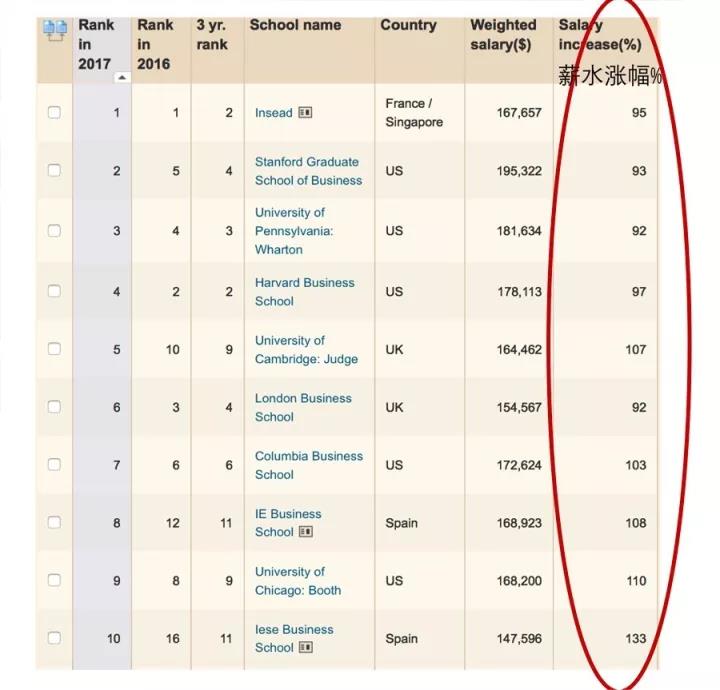 Rank in 2017 Rank in 2016 3 yr. rank School name Country Weighted salary($) Salary increase(%)
薪水涨幅%
1 1 2 Insead France / Singapore 167,657 95
2 5 4 Stanford Graduate School of Business US 195,322 93
3 4 3 University of Pennsylvania: Wharton US 181,634 92
4 2 2 Harvard Business School US 178,113 97
5 10 9 University of Cambridge: Judge UK 164,462 107
6 3 4 London Business School UK 154,567 92
7 6 6 Columbia Business School US 172,624 103
8 12 11 IE Business School Spain 168,923 108
9 8 9 University of Chicago: Booth US 168,200 110
10 16 11 Iese Business School Spain 147,596 133